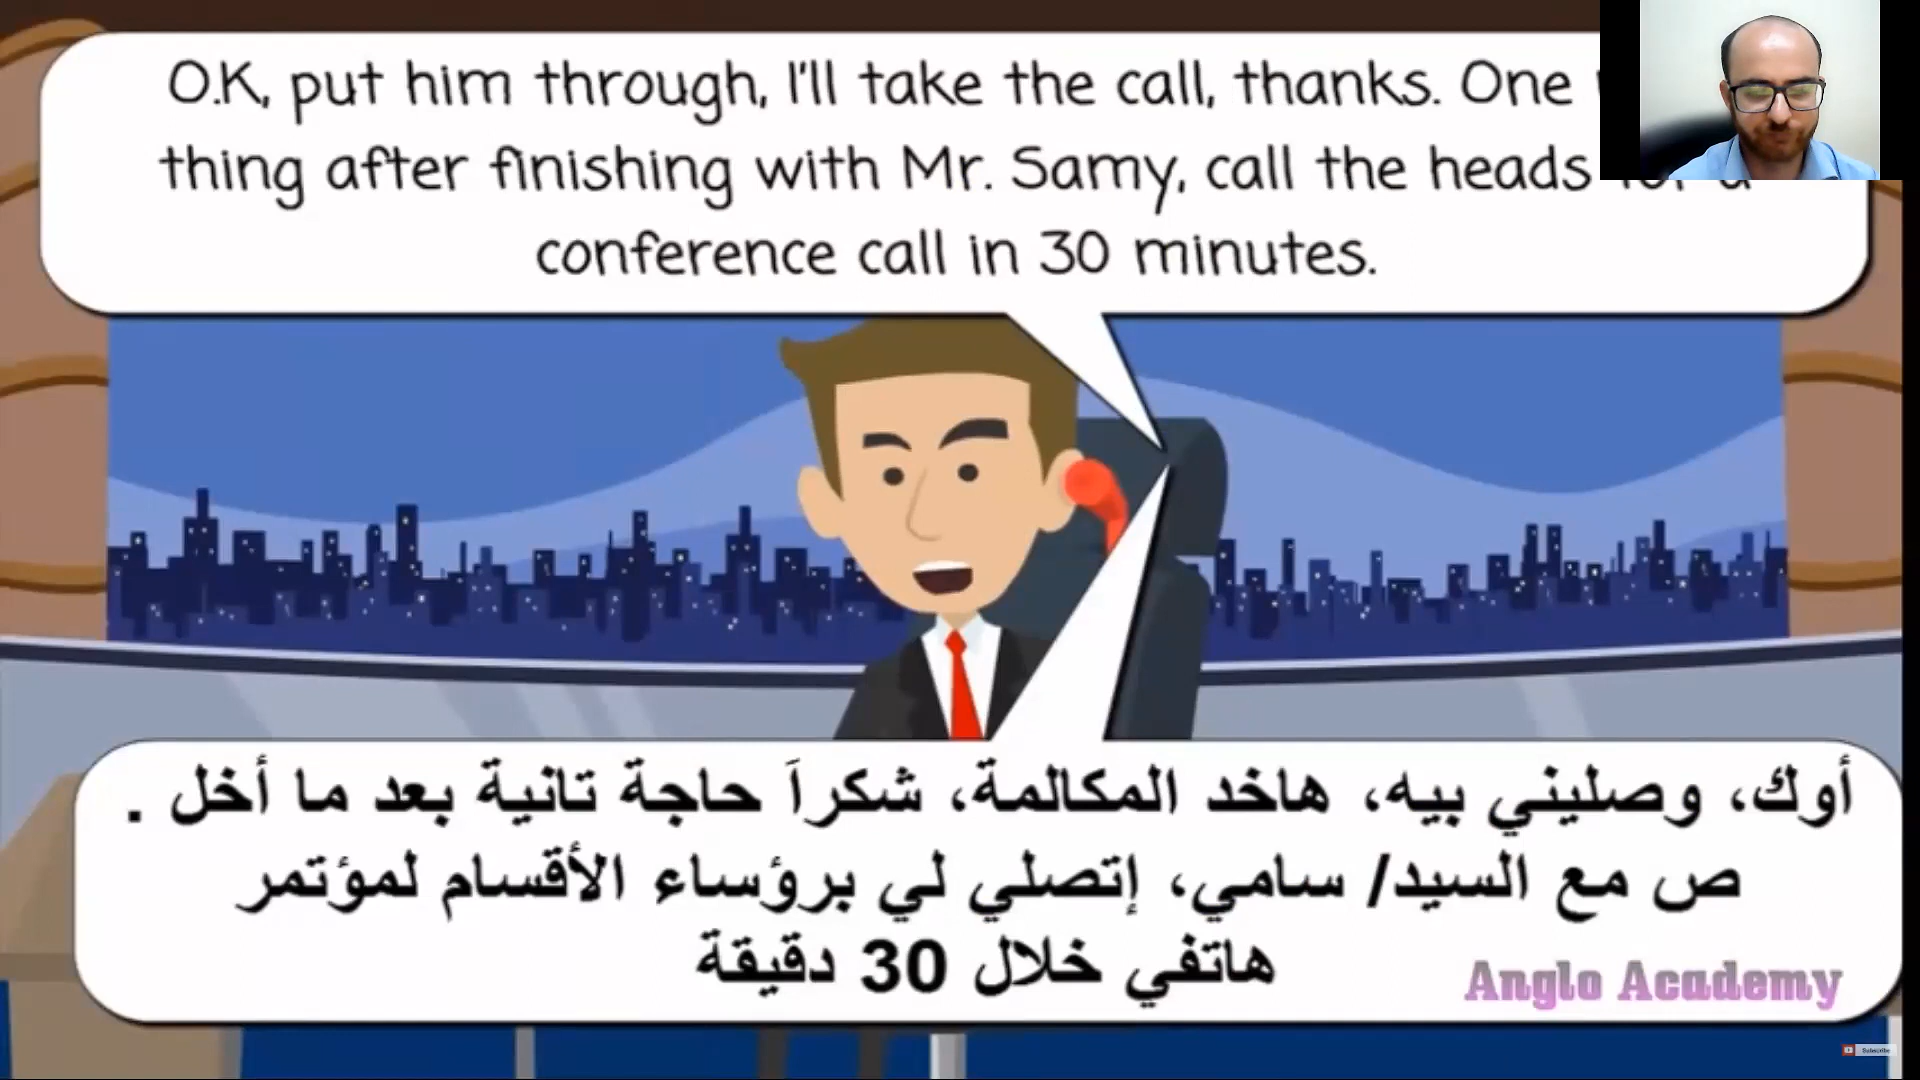 O.K, put him through, I'll take the call, thanks. One
thing after finishing with Mr. Samy, call the heads for a
conference call in 30 minutes.
أوك، وصليني بيه، هاخد المكالمة، شكراَ حاجة تانية بعد ما أخل .
ص مع السيد/ سامي، إتصلي لي برؤساء الأقسام لمؤتمر
هاتفي خلال 30 دقيقة
Anglo Academy
Subscribe